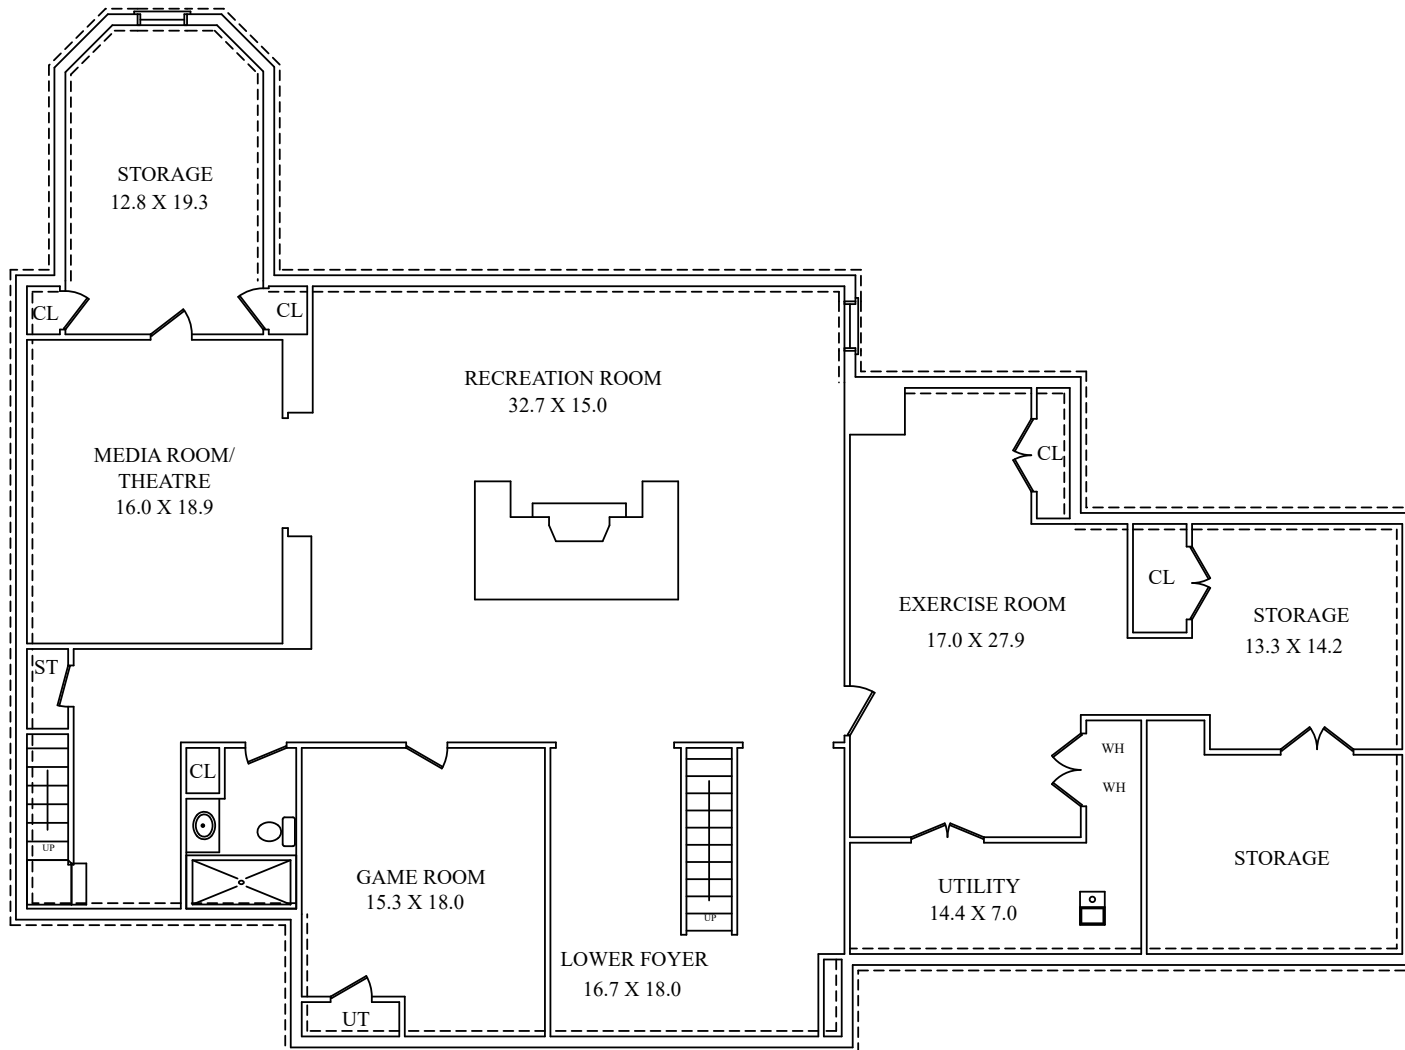 STORAGE
12.8 X 19.3
CL
CL
RECREATION ROOM
32.7 X 15.0
MEDIA ROOM/
THEATRE
16.0 X 18.9
CL
CL
EXERCISE ROOM
17.0 X 27.9
STORAGE
13.3 X 14.2
ST
CL
WH
WH
UP
GAME ROOM
15.3 X 18.0
UP
UTILITY
14.4 X 7.0
STORAGE
LOWER FOYER
16.7 X 18.0
UT